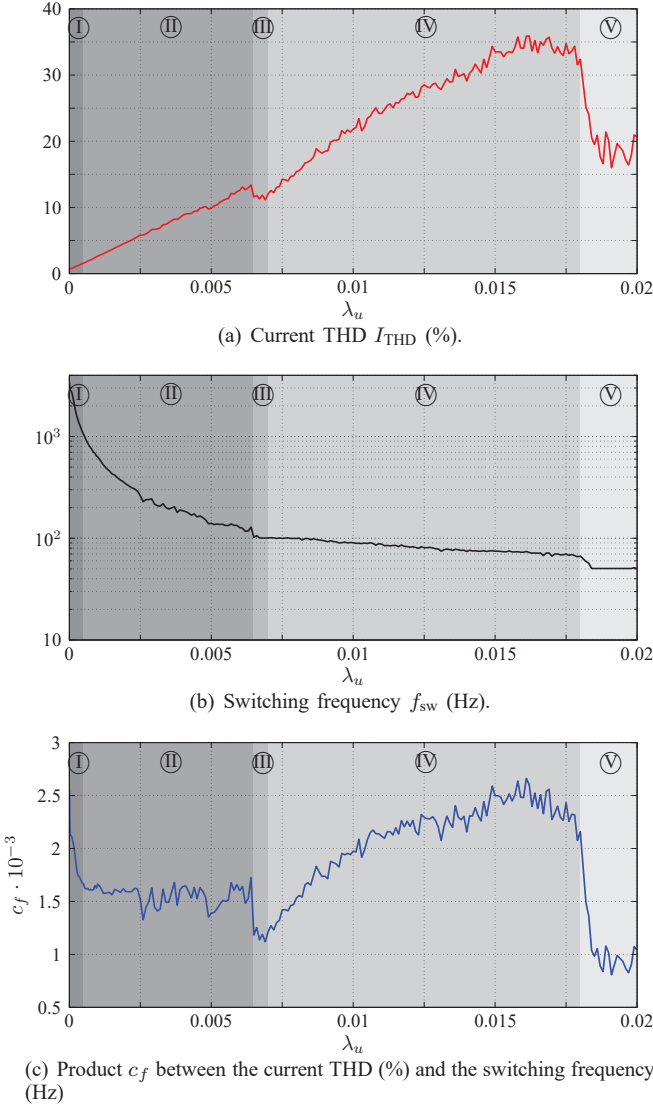 40
30
20
10
0
Ⅰ Ⅱ Ⅲ Ⅳ Ⅴ
0 0.005 0.01 0.015 0.02
λ_u
(a) Current THD I_THD (%).
10^3
10^2
10
Ⅰ Ⅱ Ⅲ Ⅳ Ⅴ
0 0.005 0.01 0.015 0.02
λ_u
(b) Switching frequency f_sw (Hz).
3
2.5
2
1.5
1
0.5
c_f · 10^−3
Ⅰ Ⅱ Ⅲ Ⅳ Ⅴ
0 0.005 0.01 0.015 0.02
λ_u
(c) Product c_f between the current THD (%) and the switching frequency
(Hz)